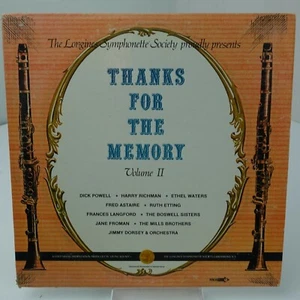 The Longines Symphonette Society proudly presents
THANKS
FOR
THE
MEMORY
Volume II
DICK POWELL • HARRY RICHMAN • ETHEL WATERS
FRED ASTAIRE • RUTH ETTING
FRANCES LANGFORD • THE BOSWELL SISTERS
JANE FROMAN • THE MILLS BROTHERS
JIMMY DORSEY & ORCHESTRA